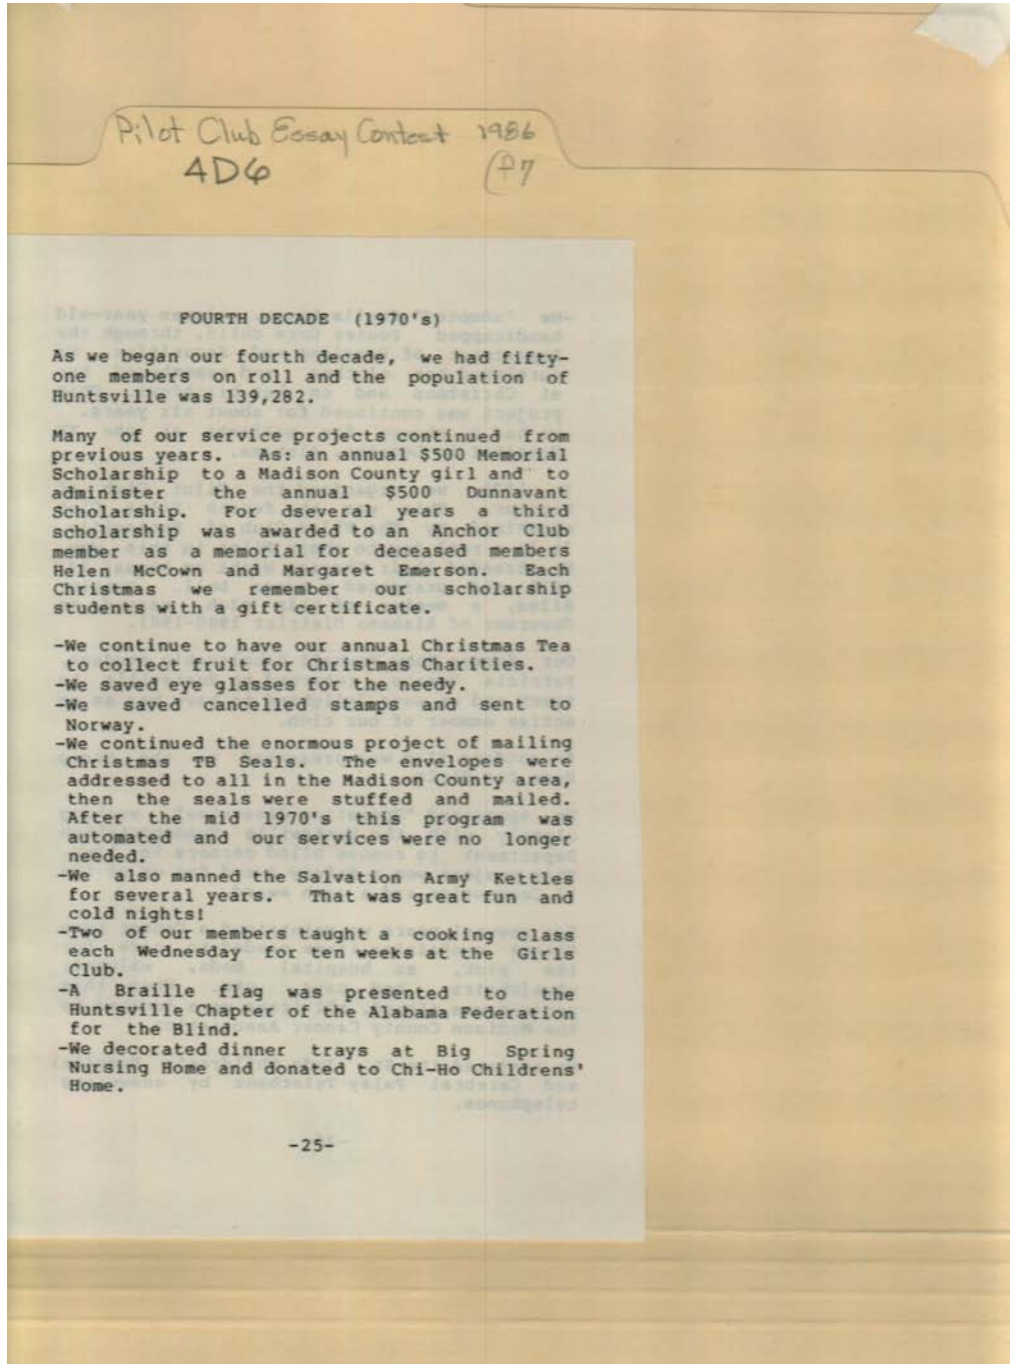 Pilot Club Essay Contest 1986
4D6 (P7
FOURTH DECADE (1970's)
As we began our fourth decade, we had fifty-
one members on roll and the population of
Huntsville was 139,282.
Many of our service projects continued from
previous years. As: an annual $500 Memorial
Scholarship to a Madison County girl and to
administer the annual $500 Dunnavant
Scholarship. For dseveral years a third
scholarship was awarded to an Anchor Club
member as a memorial for deceased members
Helen McCown and Margaret Emerson. Each
Christmas we remember our scholarship
students with a gift certificate.
-We continue to have our annual Christmas Tea
to collect fruit for Christmas Charities.
-We saved eye glasses for the needy.
-We saved cancelled stamps and sent to
Norway.
-We continued the enormous project of mailing
Christmas TB Seals. The envelopes were
addressed to all in the Madison County area,
then the seals were stuffed and mailed.
After the mid 1970's this program was
automated and our services were no longer
needed.
-We also manned the Salvation Army Kettles
for several years. That was great fun and
cold nights!
-Two of our members taught a cooking class
each Wednesday for ten weeks at the Girls
Club.
-A Braille flag was presented to the
Huntsville Chapter of the Alabama Federation
for the Blind.
-We decorated dinner trays at Big Spring
Nursing Home and donated to Chi-Ho Childrens'
Home.
-25-